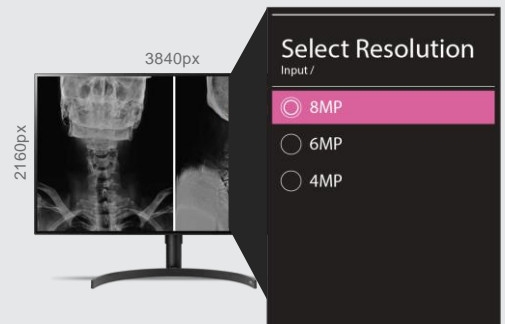 3840px
2160px
Select Resolution
Input /
8MP
6MP
4MP